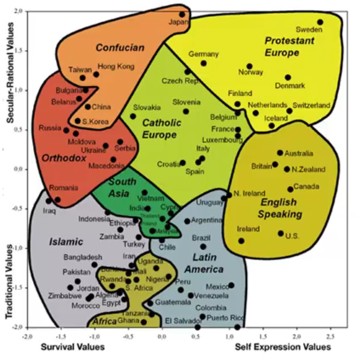 Secular-Rational Values
Traditional Values
2,0
1,5
1,0
0,5
0,0
-0,5
-1,0
-1,5
-2,0
Confucian
Japan
Taiwan
Hong Kong
China
S.Korea
Protestant
Europe
Sweden
Germany
Norway
Denmark
Finland
Netherlands
Switzerland
Iceland
Catholic
Europe
Czech Rep.
Slovakia
Slovenia
Belgium
France
Luxembourg
Croatia
Italy
Spain
Orthodox
Bulgaria
Belarus
Russia
Moldova
Ukraine
Serbia
Macedonia
Romania
English
Speaking
Australia
Britain
N.Zealand
Canada
N. Ireland
Ireland
U.S.
South
Asia
Vietnam
Islamic
Iraq
Indonesia
Ethiopia
Zambia
Turkey
Iran
Bangladesh
Pakistan
Jordan
Zimbabwe
Algeria
Morocco
Egypt
Africa
Uganda
Nigeria
S. Africa
Tanzania
Ghana
Latin
America
Uruguay
Argentina
Chile
Brazil
Peru
Mexico
Venezuela
Guatemala
Colombia
El Salvador
Puerto Rico
-2,0 -1,5 -1,0 -0,5 0,0 0,5 1,0 1,5 2,0
Survival Values
Self Expression Values